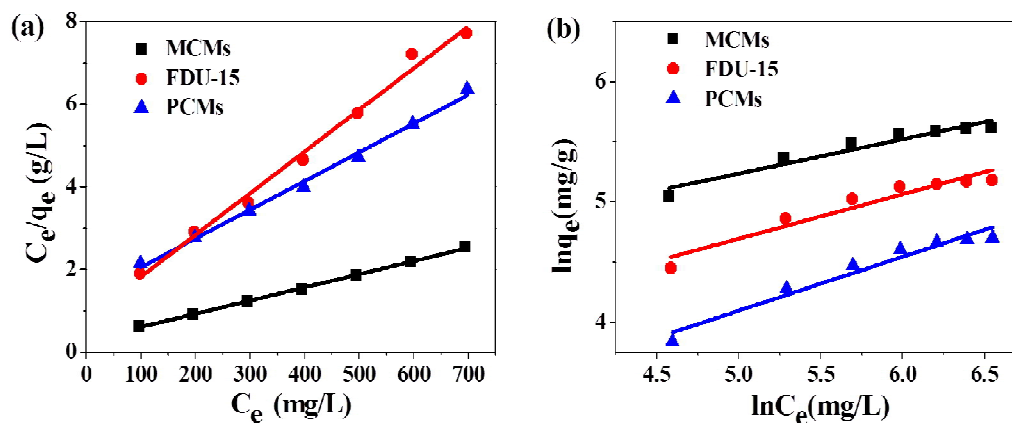 (a)
MCMs
FDU-15
PCMs
8
6
4
2
0
0 100 200 300 400 500 600 700
Ce/qe (g/L)
Ce (mg/L)
(b)
MCMs
FDU-15
PCMs
6
5
4
4.5 5.0 5.5 6.0 6.5
lnqe(mg/g)
lnCe(mg/L)